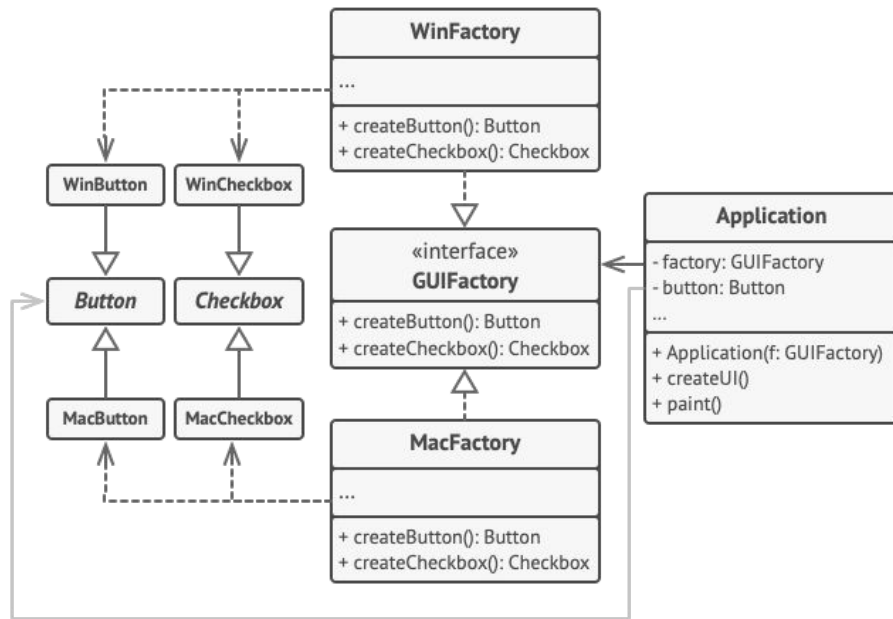 WinFactory
...
+ createButton(): Button
+ createCheckbox(): Checkbox
WinButton
WinCheckbox
Button
Checkbox
MacButton
MacCheckbox
«interface»
GUIFactory
+ createButton(): Button
+ createCheckbox(): Checkbox
Application
- factory: GUIFactory
- button: Button
...
+ Application(f: GUIFactory)
+ createUI()
+ paint()
MacFactory
...
+ createButton(): Button
+ createCheckbox(): Checkbox